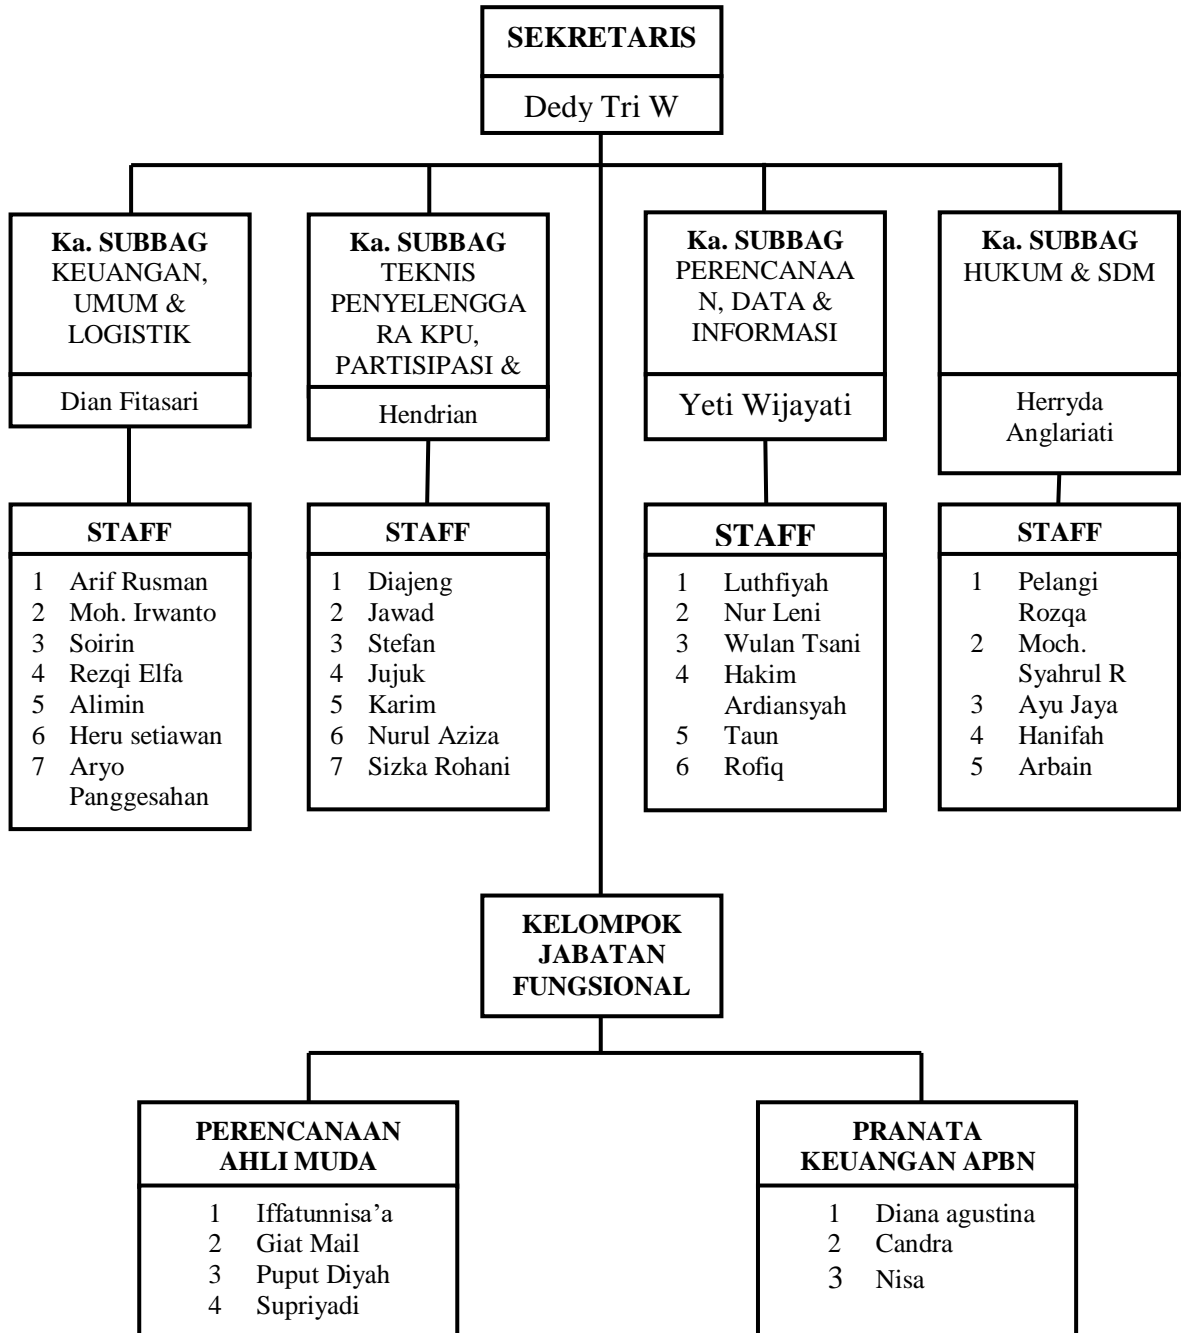 SEKRETARIS
Dedy Tri W
Ka. SUBBAG
KEUANGAN,
UMUM &
LOGISTIK
Dian Fitasari
Ka. SUBBAG
TEKNIS
PENYELENGGA
RA KPU,
PARTISIPASI &
Hendrian
Ka. SUBBAG
PERENCANAA
N, DATA &
INFORMASI
Yeti Wijayati
Ka. SUBBAG
HUKUM & SDM
Herryda
Anglariati
STAFF
1 Arif Rusman
2 Moh. Irwanto
3 Soirin
4 Rezqi Elfa
5 Alimin
6 Heru setiawan
7 Aryo
Panggesahan
STAFF
1 Diajeng
2 Jawad
3 Stefan
4 Jujuk
5 Karim
6 Nurul Aziza
7 Sizka Rohani
STAFF
1 Luthfiyah
2 Nur Leni
3 Wulan Tsani
4 Hakim
Ardiansyah
5 Taun
6 Rofiq
STAFF
1 Pelangi
Rozqa
2 Moch.
Syahrul R
3 Ayu Jaya
4 Hanifah
5 Arbain
KELOMPOK
JABATAN
FUNGSIONAL
PERENCANAAN
AHLI MUDA
1 Iffatunnisa’a
2 Giat Mail
3 Puput Diyah
4 Supriyadi
PRANATA
KEUANGAN APBN
1 Diana agustina
2 Candra
3 Nisa